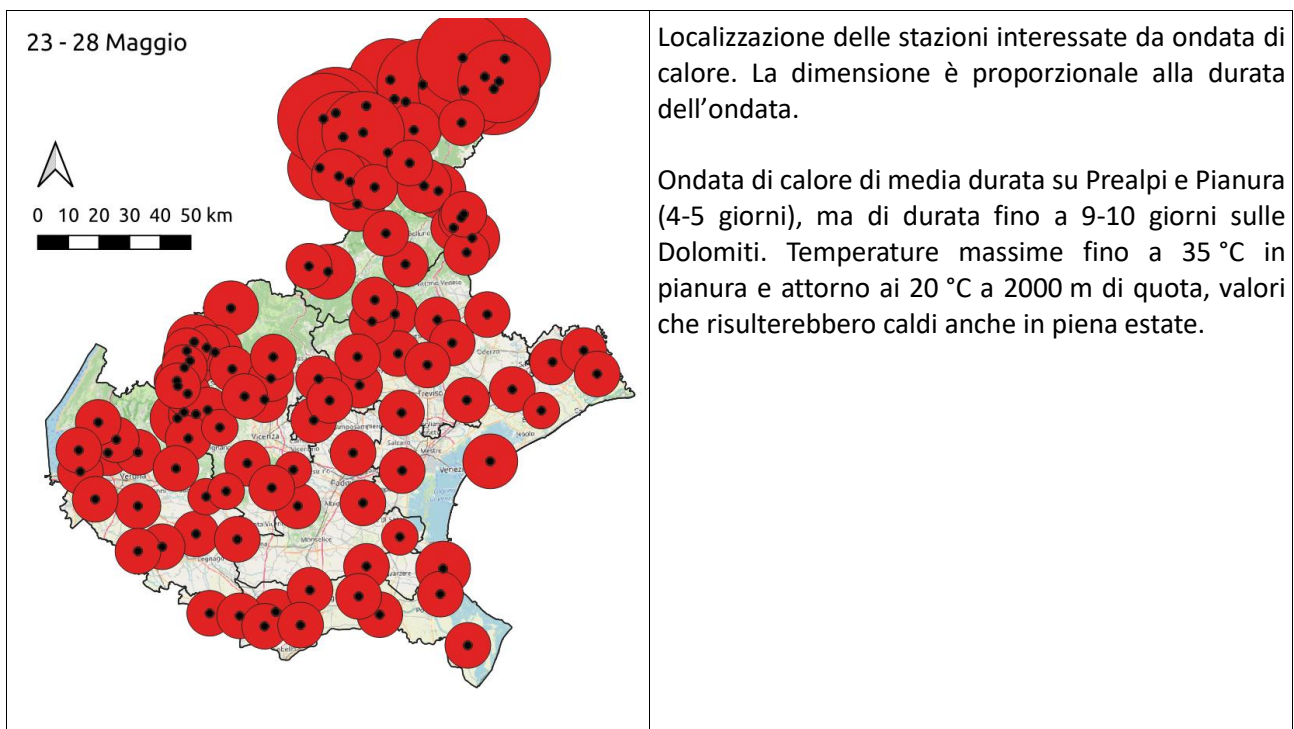 23 - 28 Maggio
0 10 20 30 40 50 km
Vicenza
Treviso
Mestre
Monselice
Legnago
Localizzazione delle stazioni interessate da ondata di
calore. La dimensione è proporzionale alla durata
dell’ondata.
Ondata di calore di media durata su Prealpi e Pianura
(4-5 giorni), ma di durata fino a 9-10 giorni sulle
Dolomiti. Temperature massime fino a 35 °C in
pianura e attorno ai 20 °C a 2000 m di quota, valori
che risulterebbero caldi anche in piena estate.